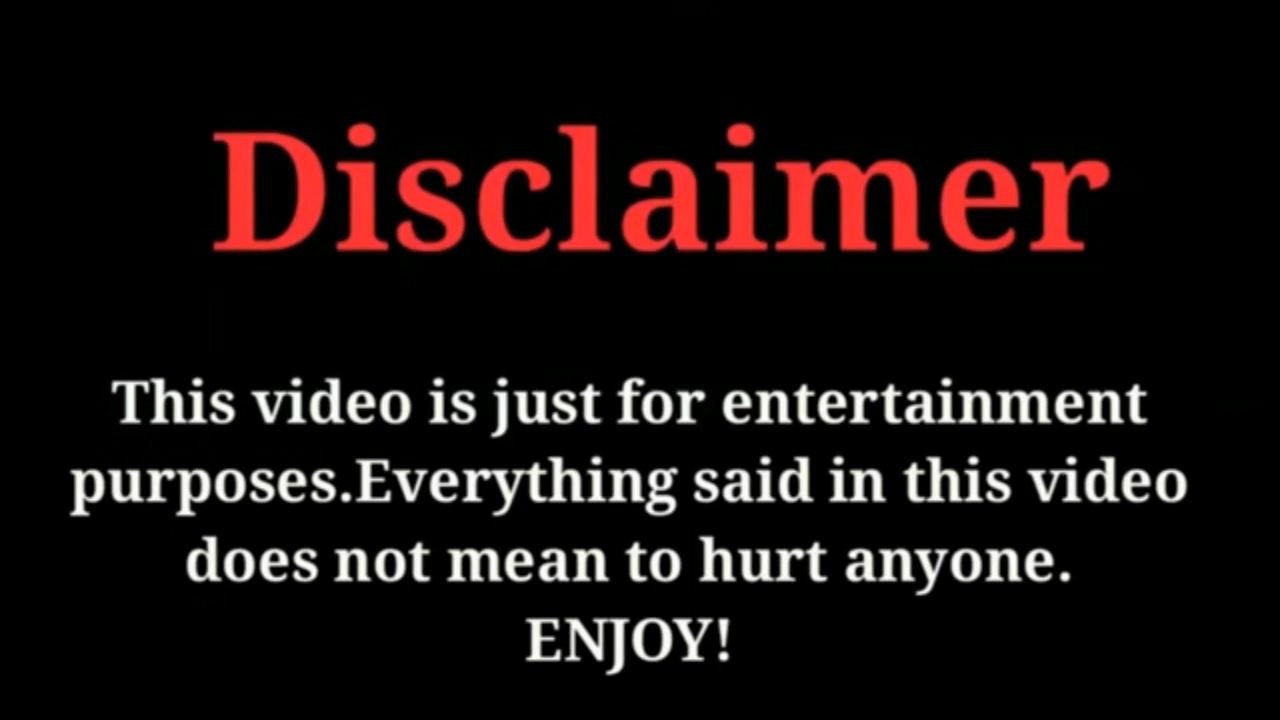 Disclaimer
This video is just for entertainment
purposes.Everything said in this video
does not mean to hurt anyone.
ENJOY!